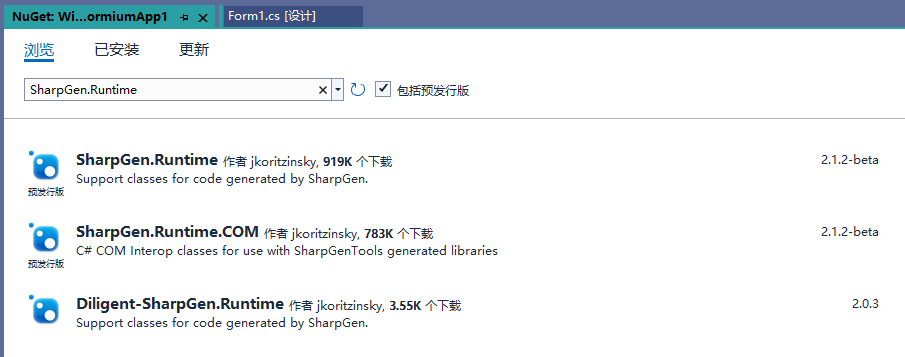 NuGet: Wi...ormiumApp1
Form1.cs [设计]
浏览 已安装 更新
SharpGen.Runtime
包括预发行版
SharpGen.Runtime 作者 jkoritzinsky, 919K 个下载 2.1.2-beta
Support classes for code generated by SharpGen.
预发行版
SharpGen.Runtime.COM 作者 jkoritzinsky, 783K 个下载 2.1.2-beta
C# COM Interop classes for use with SharpGenTools generated libraries
预发行版
Diligent-SharpGen.Runtime 作者 jkoritzinsky, 3.55K 个下载 2.0.3
Support classes for code generated by SharpGen.